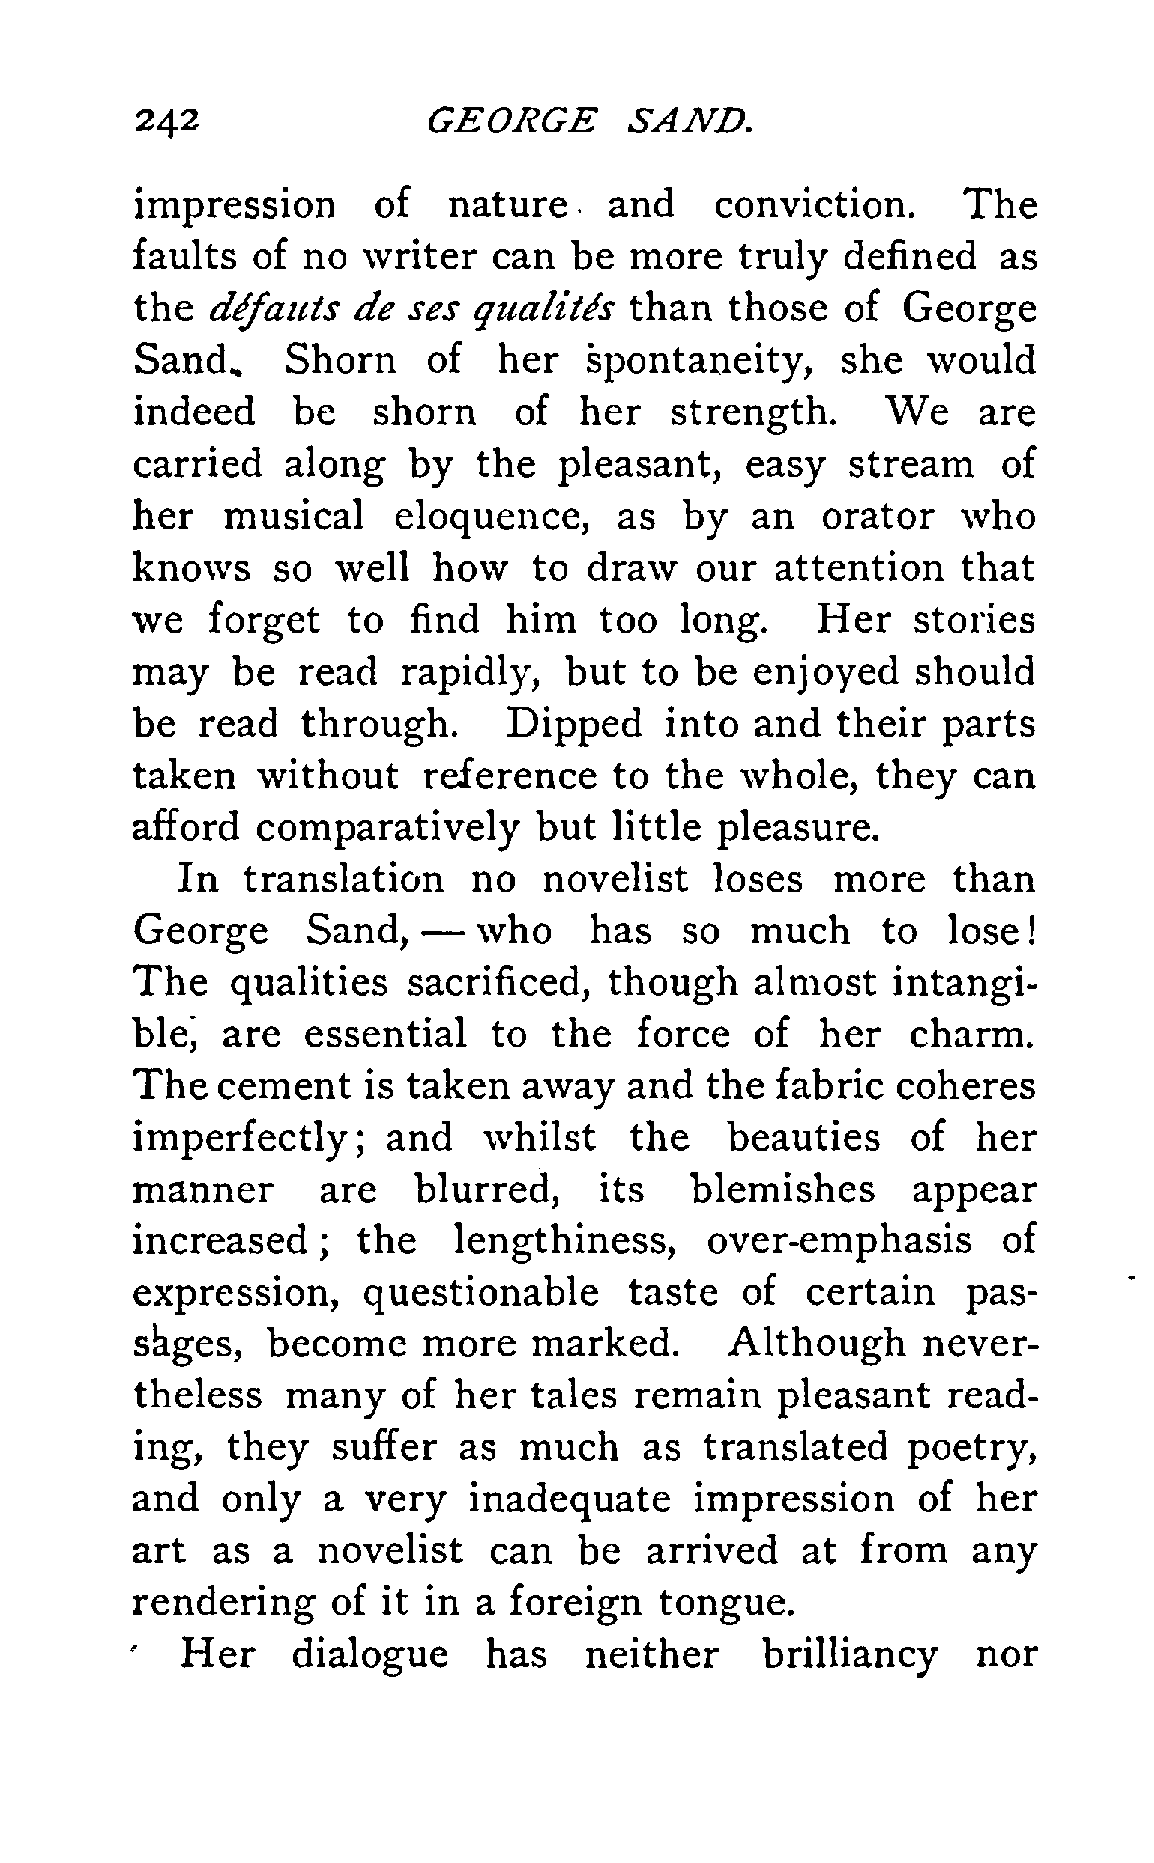 242 GEORGE SAND.
impression of nature and conviction. The
faults of no writer can be more truly defined as
the défauts de ses qualités than those of George
Sand. Shorn of her spontaneity, she would
indeed be shorn of her strength. We are
carried along by the pleasant, easy stream of
her musical eloquence, as by an orator who
knows so well how to draw our attention that
we forget to find him too long. Her stories
may be read rapidly, but to be enjoyed should
be read through. Dipped into and their parts
taken without reference to the whole, they can
afford comparatively but little pleasure.
In translation no novelist loses more than
George Sand, — who has so much to lose!
The qualities sacrificed, though almost intangi-
ble, are essential to the force of her charm.
The cement is taken away and the fabric coheres
imperfectly; and whilst the beauties of her
manner are blurred, its blemishes appear
increased; the lengthiness, over-emphasis of
expression, questionable taste of certain pas-
sages, become more marked. Although never-
theless many of her tales remain pleasant read-
ing, they suffer as much as translated poetry,
and only a very inadequate impression of her
art as a novelist can be arrived at from any
rendering of it in a foreign tongue.
Her dialogue has neither brilliancy nor